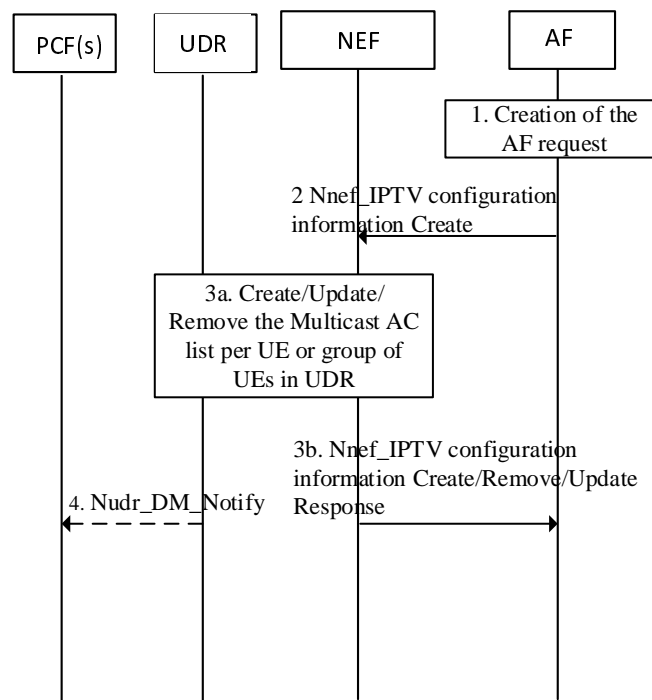 PCF(s)
UDR
NEF
AF
1. Creation of the
AF request
2 Nnef_IPTV configuration
information Create
3a. Create/Update/
Remove the Multicast AC
list per UE or group of
UEs in UDR
3b. Nnef_IPTV configuration
information Create/Remove/Update
Response
4. Nudr_DM_Notify